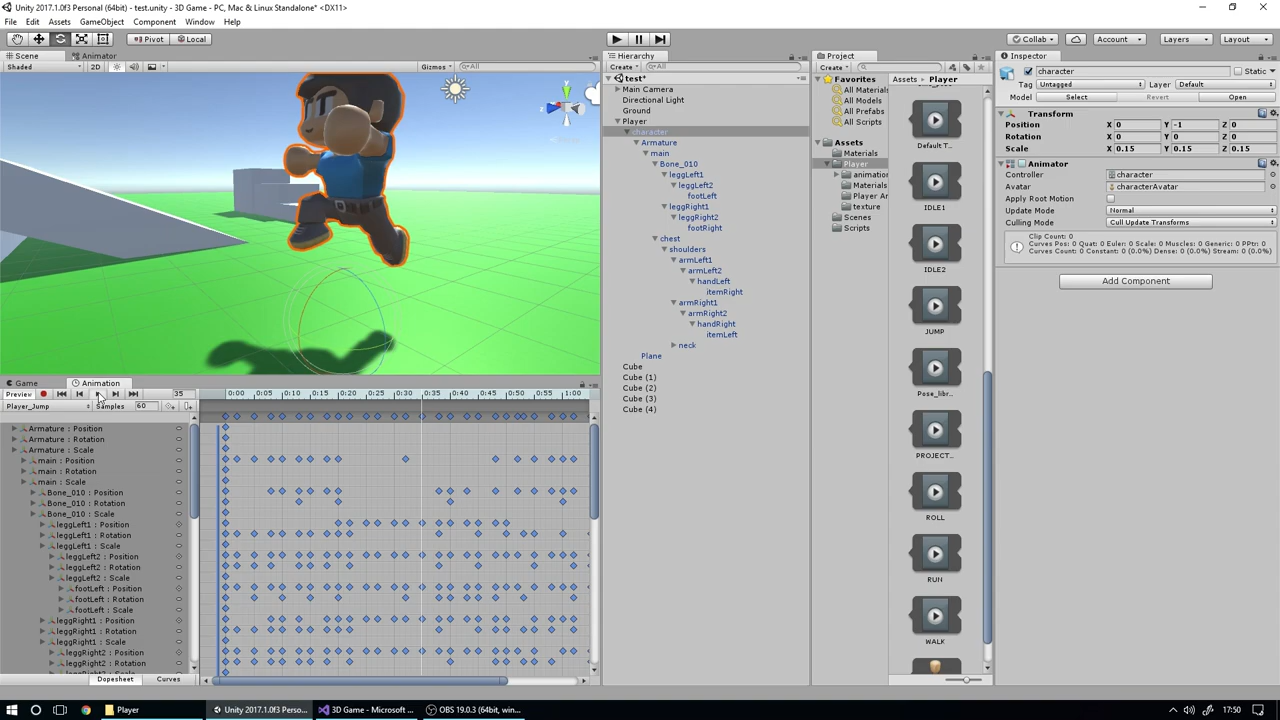 Unity 2017.1.0f3 Personal (64bit) - test.unity - 3D Game - PC, Mac & Linux Standalone* <DX11>
File Edit Assets GameObject Component Window Help
Pivot Local
Collab Account Layers Layout
Scene Animator
Shaded 2D Gizmos All
y
z
Hierarchy
Create All
test*
Main Camera
Directional Light
Ground
Player
character
Armature
main
Bone_010
leggLeft1
leggLeft2
footLeft
leggRight1
leggRight2
footRight
chest
shoulders
armLeft1
armLeft2
handLeft
itemRight
armRight1
armRight2
handRight
itemLeft
neck
Plane
Cube
Cube (1)
Cube (2)
Cube (3)
Cube (4)
Project
Create
Favorites
All Materials
All Models
All Prefabs
All Scripts
Assets
Materials
Player
animation
Materials
Player Ar
texture
Scenes
Scripts
Assets Player
Default T...
IDLE1
IDLE2
JUMP
Pose_libr...
PROJECT...
ROLL
RUN
WALK
Inspector
character Static
Tag Untagged Layer Default
Model Select Revert Open
Transform
Position X 0 Y -1 Z 0
Rotation X 0 Y 0 Z 0
Scale X 0.15 Y 0.15 Z 0.15
Animator
Controller character
Avatar characterAvatar
Apply Root Motion
Update Mode Normal
Culling Mode Cull Update Transforms
Clip Count: 0
Curves Pos: 0 Quat: 0 Euler: 0 Scale: 0 Muscles: 0 Generic: 0 PPtr: 0
Curves Count: 0 Constant: 0 (0.0%) Dense: 0 (0.0%) Stream: 0 (0.0%)
Add Component
Game Animation
Preview 35 0:00 0:05 0:10 0:15 0:20 0:25 0:30 0:35 0:40 0:45 0:50 0:55 1:00
Player_Jump Samples 60
Armature : Position
Armature : Rotation
Armature : Scale
main : Position
main : Rotation
main : Scale
Bone_010 : Position
Bone_010 : Rotation
Bone_010 : Scale
leggLeft1 : Position
leggLeft1 : Rotation
leggLeft1 : Scale
leggLeft2 : Position
leggLeft2 : Rotation
leggLeft2 : Scale
footLeft : Position
footLeft : Rotation
footLeft : Scale
leggRight1 : Position
leggRight1 : Rotation
leggRight1 : Scale
leggRight2 : Position
leggRight2 : Rotation
Dopesheet Curves
Player Unity 2017.1.0f3 Perso... 3D Game - Microsoft ... OBS 19.0.3 (64bit, win... 17:50